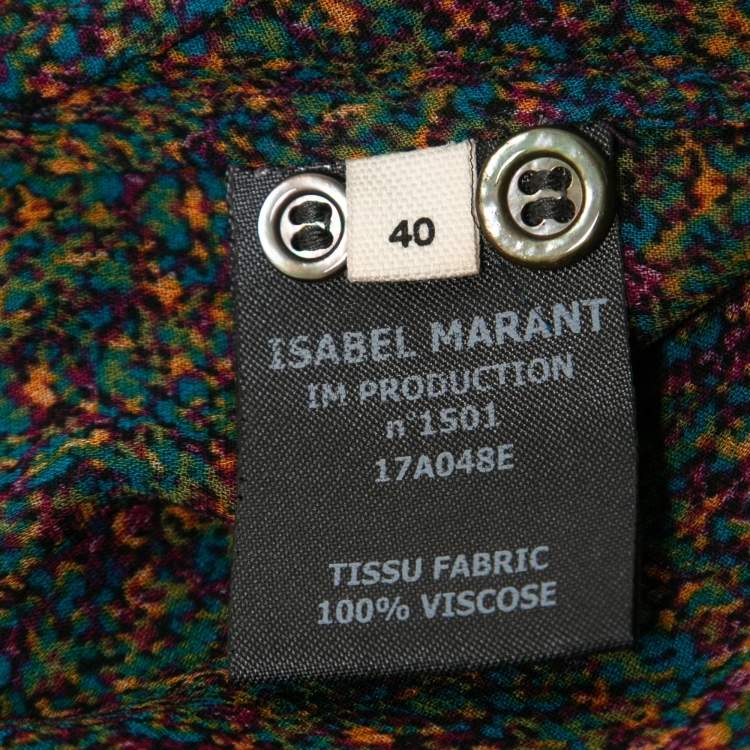 40
ISABEL MARANT
IM PRODUCTION
n°1501
17A048E
TISSU FABRIC
100% VISCOSE